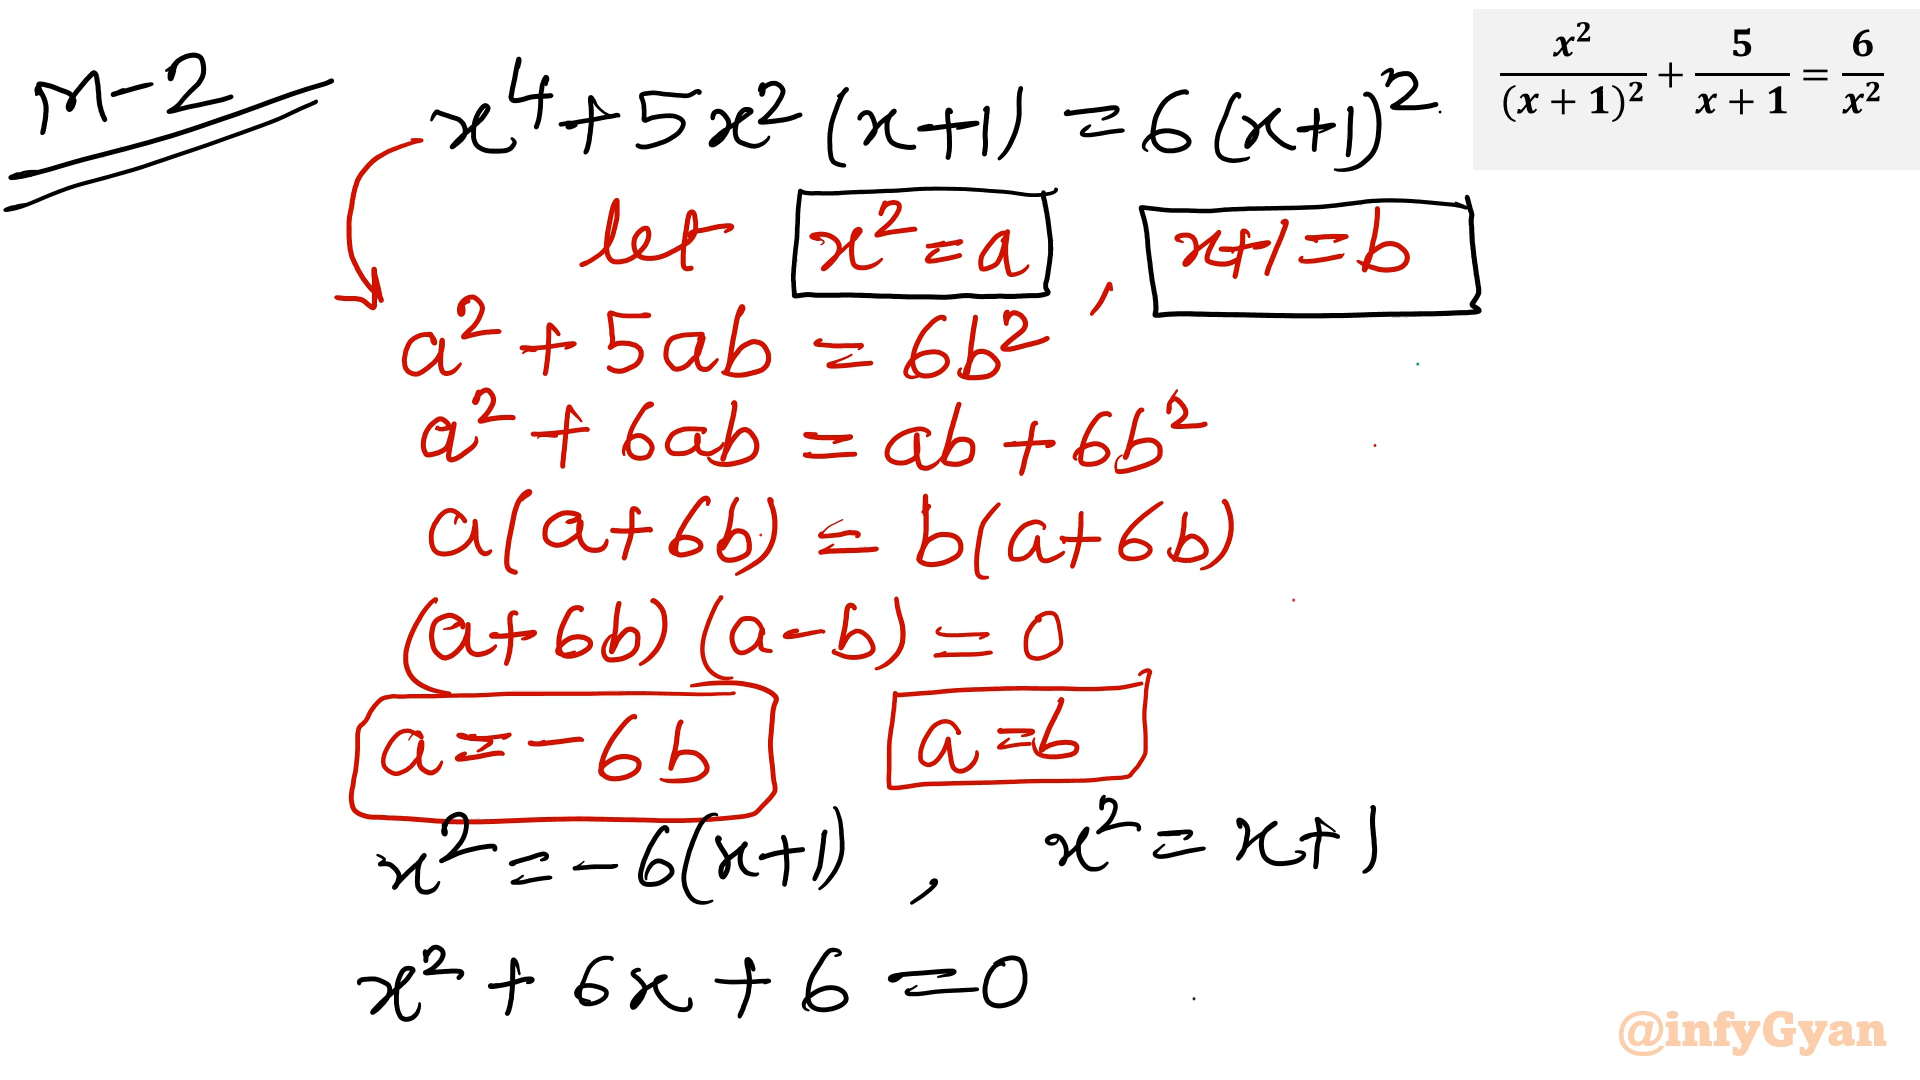 M-2
x⁴ + 5x² (x+1) = 6(x+1)²
x²/(x + 1)² + 5/(x + 1) = 6/x²
let x² = a , x+1 = b
a² + 5ab = 6b²
a² + 6ab = ab + 6b²
a(a+6b) = b(a+6b)
(a+6b) (a-b) = 0
a = -6b a = b
x² = -6(x+1) , x² = x+1
x² + 6x + 6 = 0
@infyGyan